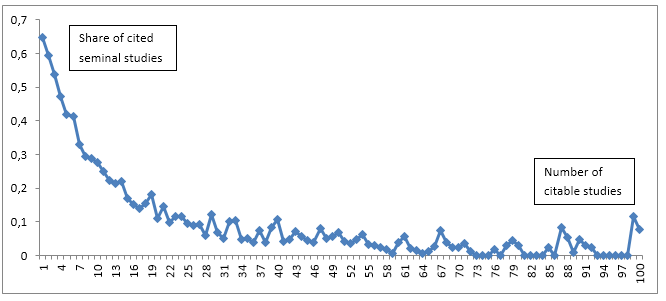 0,7
0,6
0,5
0,4
0,3
0,2
0,1
0
Share of cited
seminal studies
Number of
citable studies
1 4 7 10 13 16 19 22 25 28 31 34 37 40 43 46 49 52 55 58 61 64 67 70 73 76 79 82 85 88 91 94 97 100